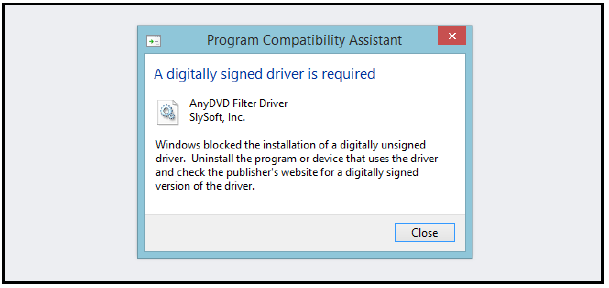 Program Compatibility Assistant
A digitally signed driver is required
AnyDVD Filter Driver
SlySoft, Inc.
Windows blocked the installation of a digitally unsigned
driver. Uninstall the program or device that uses the driver
and check the publisher's website for a digitally signed
version of the driver.
Close